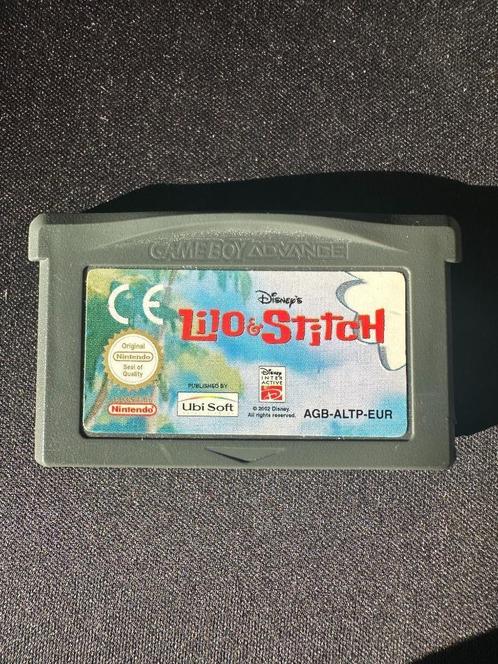 GAME BOY ADVANCE
CE
Disney's
Lilo & Stitch
Original
Nintendo
Seal of
Quality
Nintendo
PUBLISHED BY
Ubi Soft
Disney
INTER
ACTIVE
© 2002 Disney.
All rights reserved.
AGB-ALTP-EUR